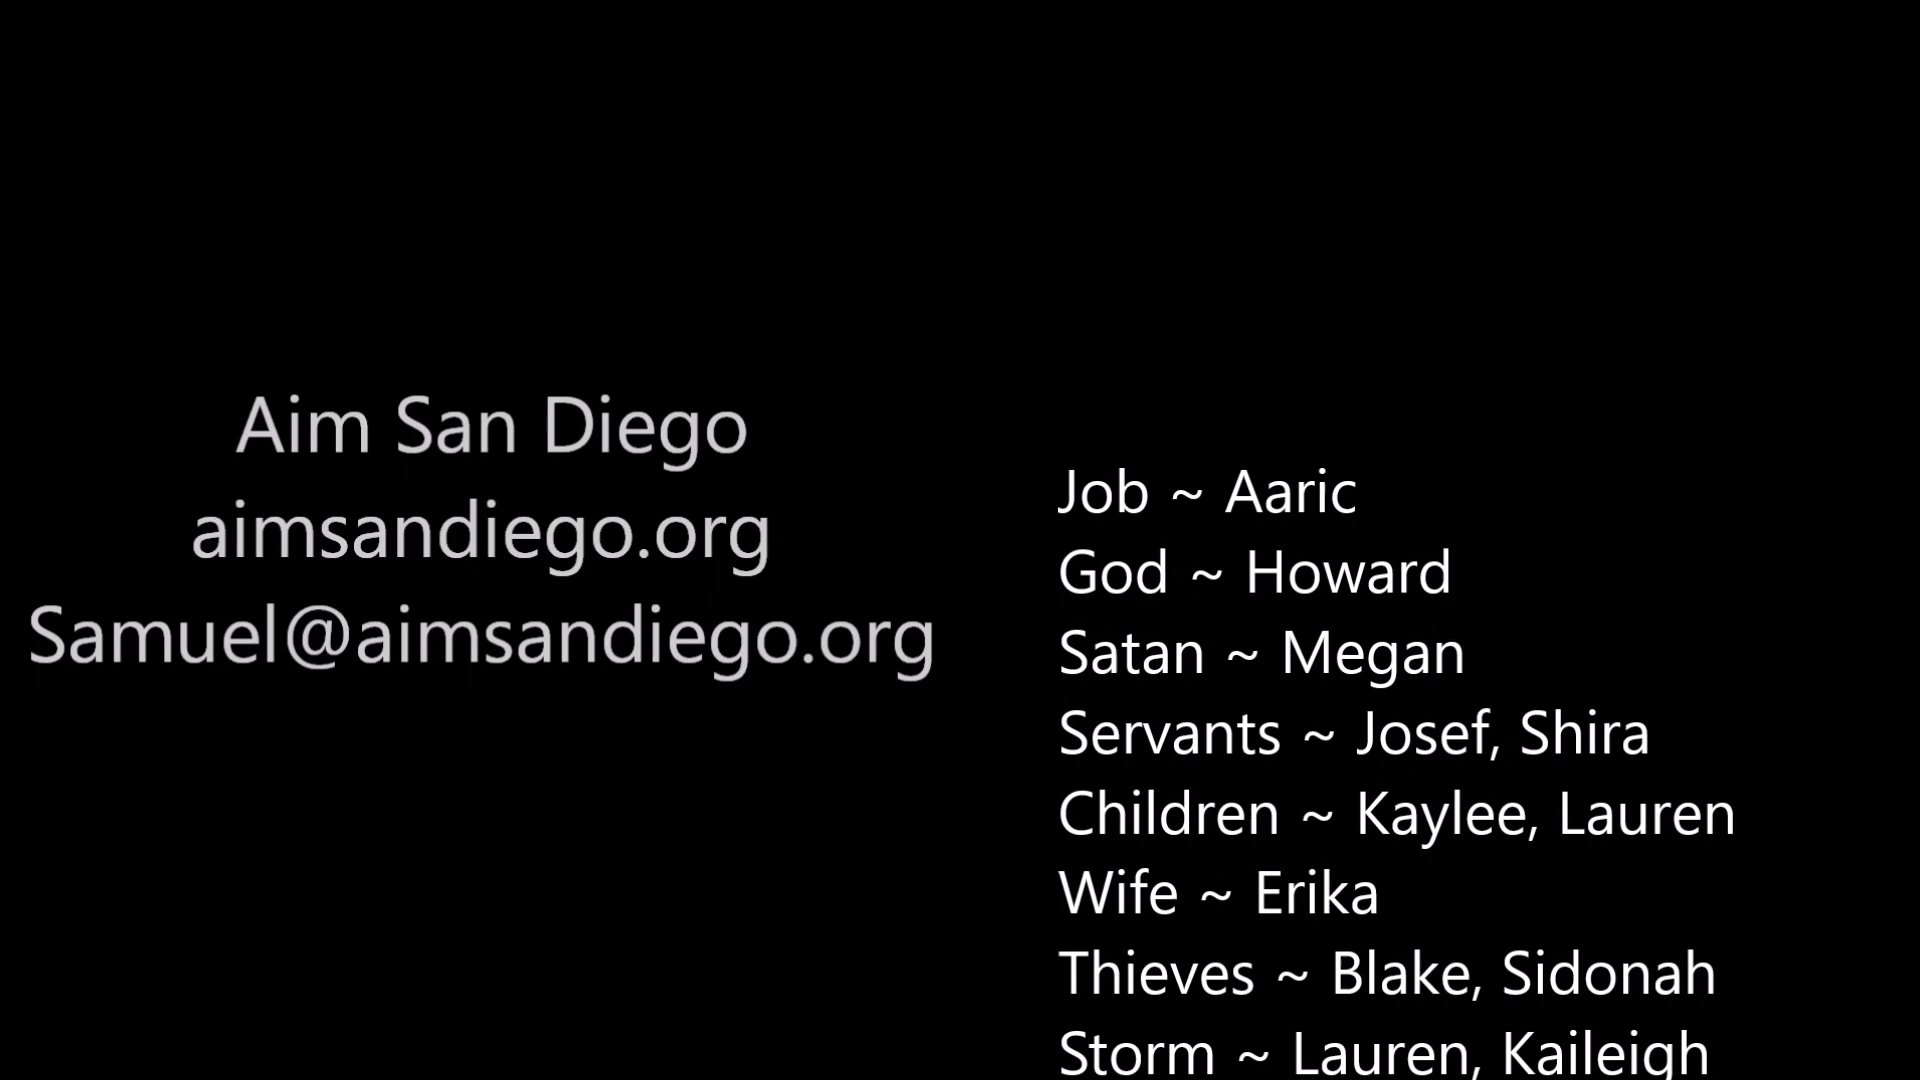 Aim San Diego
aimsandiego.org
Samuel@aimsandiego.org
Job ~ Aaric
God ~ Howard
Satan ~ Megan
Servants ~ Josef, Shira
Children ~ Kaylee, Lauren
Wife ~ Erika
Thieves ~ Blake, Sidonah
Storm ~ Lauren, Kaileigh